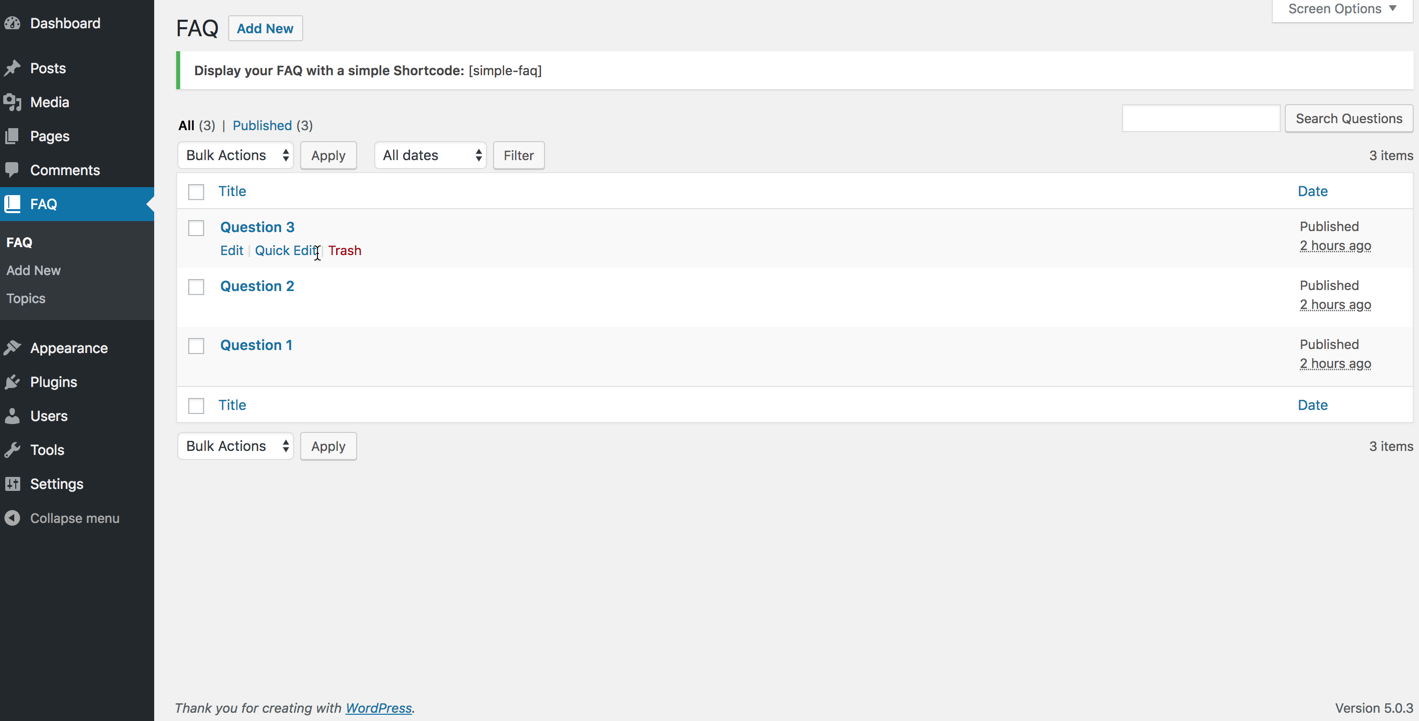 Dashboard
Posts
Media
Pages
Comments
FAQ
FAQ
Add New
Topics
Appearance
Plugins
Users
Tools
Settings
Collapse menu
Screen Options
FAQ Add New
Display your FAQ with a simple Shortcode: [simple-faq]
All (3) | Published (3)
Search Questions
Bulk Actions Apply All dates Filter 3 items
Title Date
Question 3 Published
Edit | Quick Edit | Trash 2 hours ago
Question 2 Published
2 hours ago
Question 1 Published
2 hours ago
Title Date
Bulk Actions Apply 3 items
Thank you for creating with WordPress. Version 5.0.3